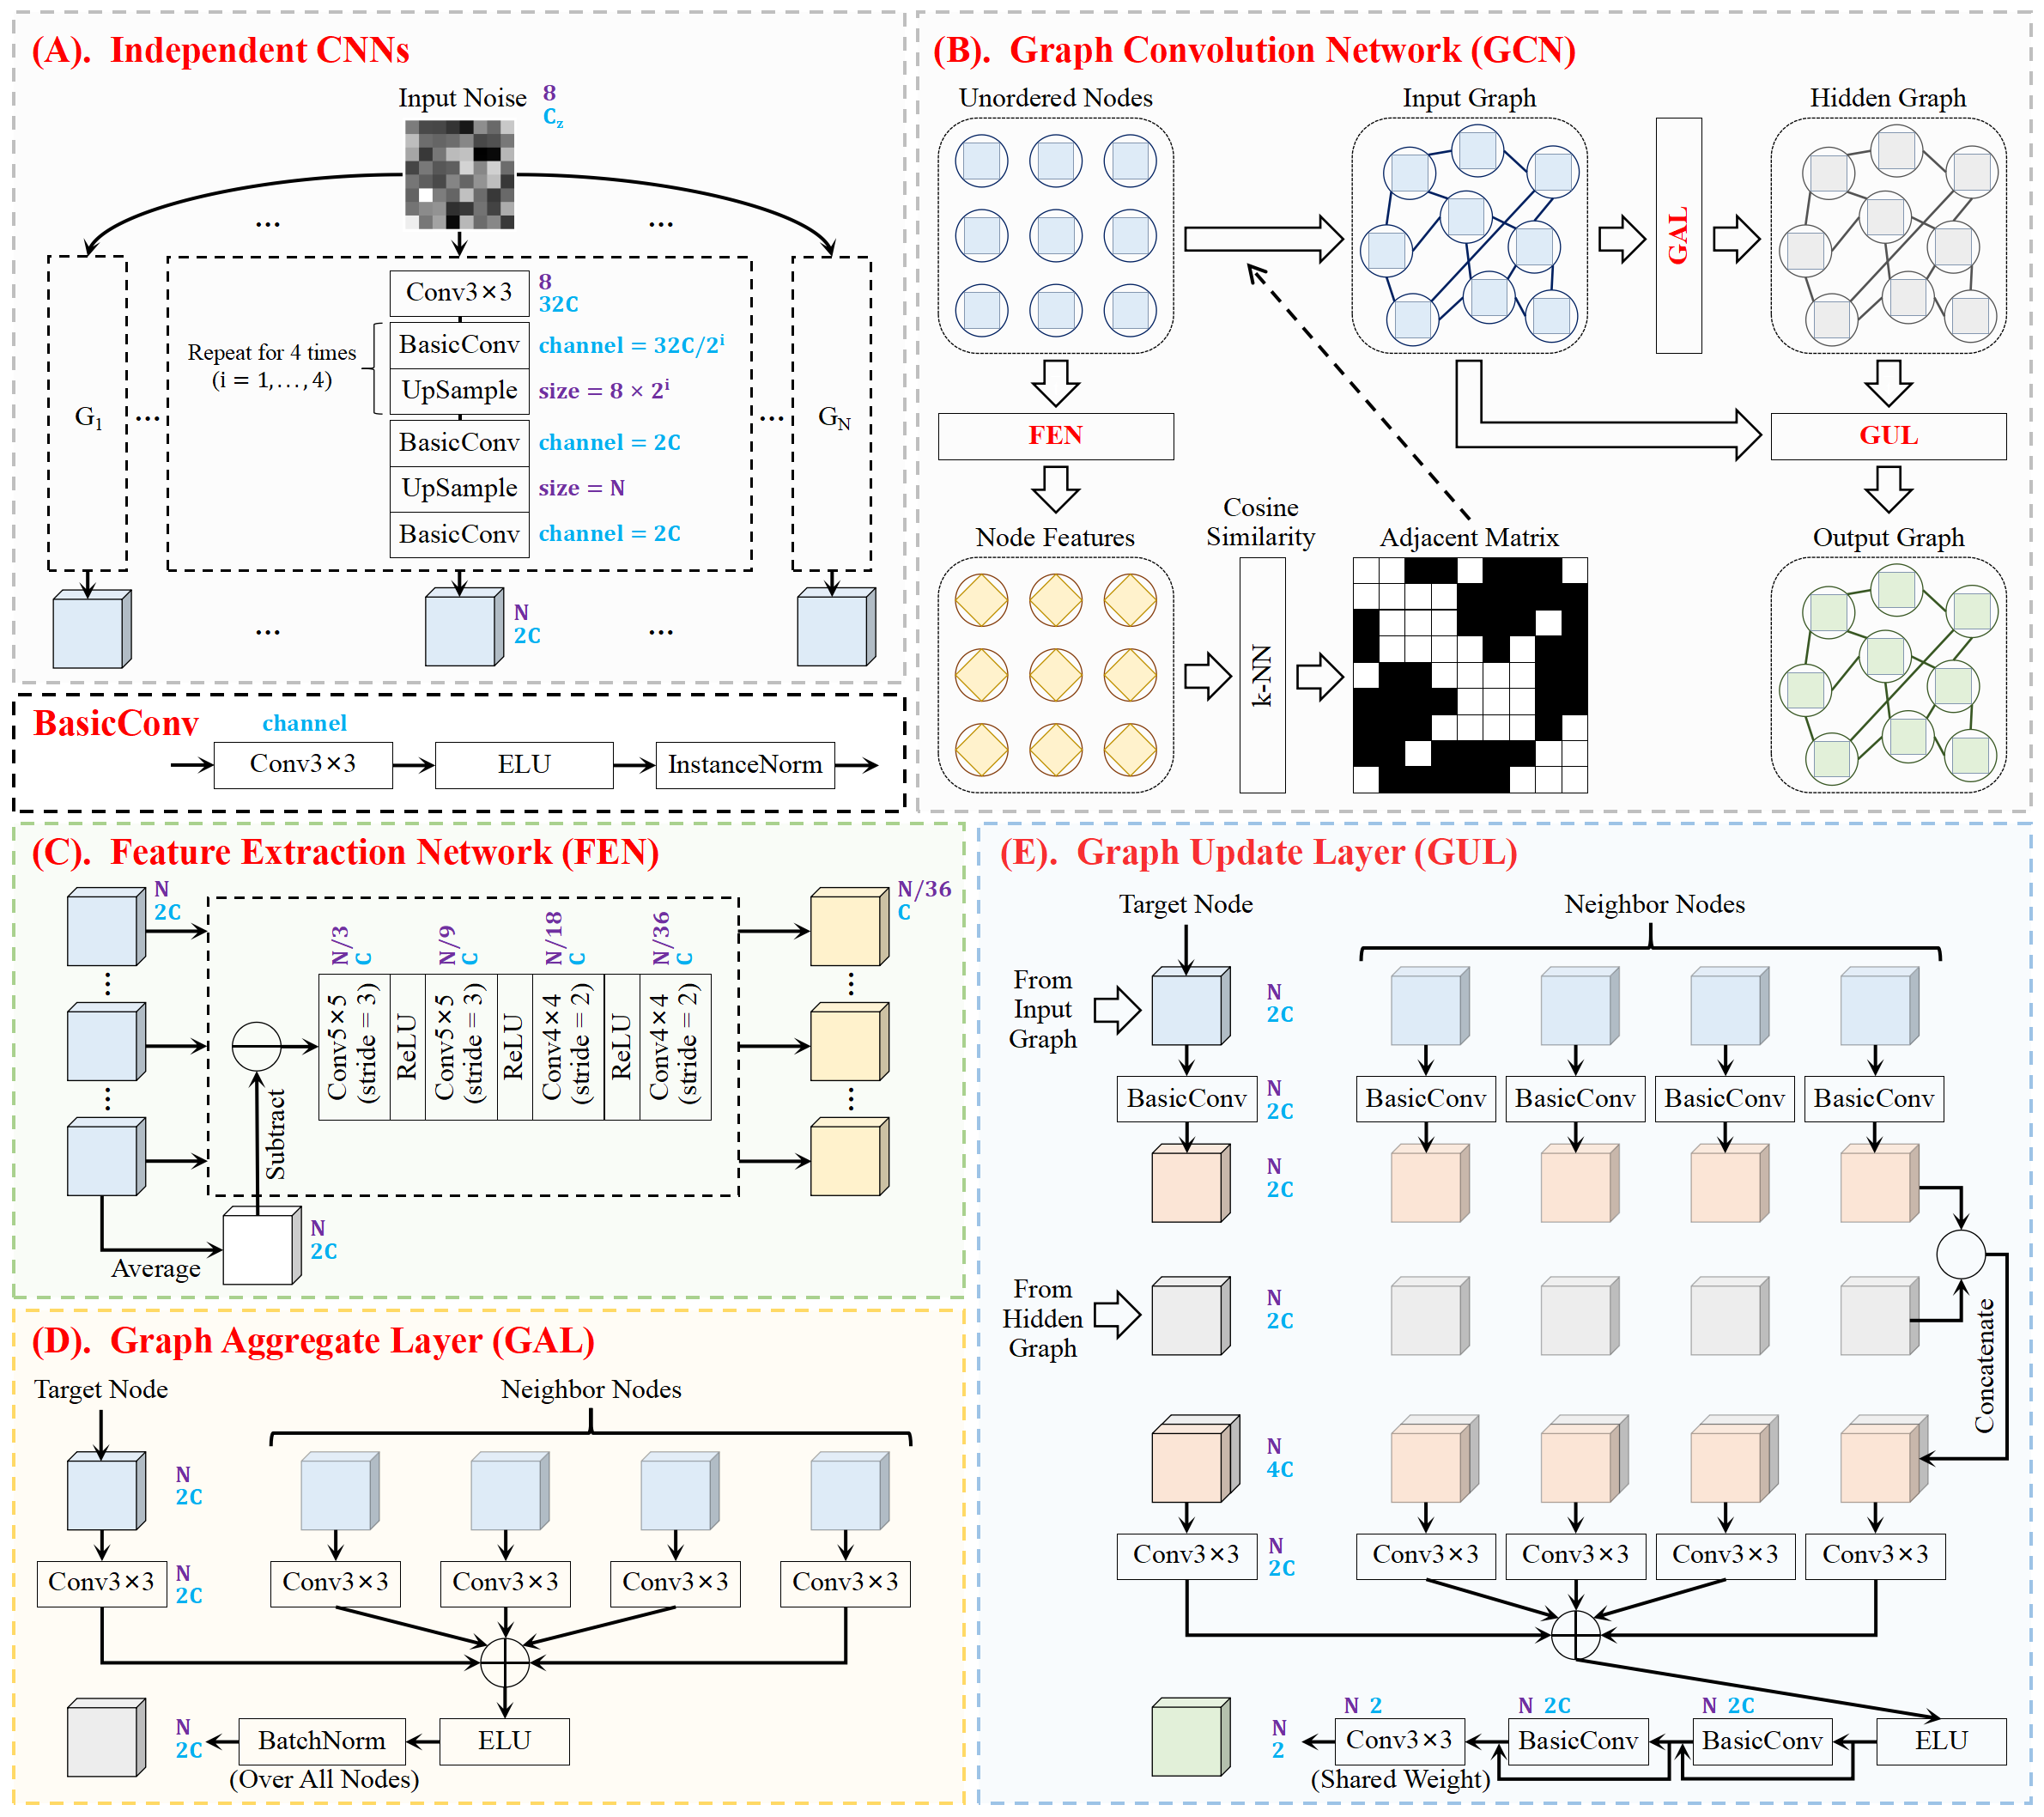 (A). Independent CNNs
Input Noise
8
C_z
...
...
G_1
...
Conv3×3
8
32C
Repeat for 4 times
(i = 1, . . . , 4)
BasicConv
channel = 32C/2^i
UpSample
size = 8 × 2^i
BasicConv
channel = 2C
UpSample
size = N
BasicConv
channel = 2C
...
G_N
...
N
2C
...
BasicConv
channel
Conv3×3
ELU
InstanceNorm
(B). Graph Convolution Network (GCN)
Unordered Nodes
Input Graph
Hidden Graph
GAL
FEN
GUL
Node Features
Cosine
Similarity
k-NN
Adjacent Matrix
Output Graph
(C). Feature Extraction Network (FEN)
N
2C
...
...
Subtract
Average
N
2C
N/3
C
Conv5×5
(stride = 3)
ReLU
N/9
C
Conv5×5
(stride = 3)
ReLU
N/18
C
Conv4×4
(stride = 2)
ReLU
N/36
C
Conv4×4
(stride = 2)
N/36
C
...
...
(D). Graph Aggregate Layer (GAL)
Target Node
Neighbor Nodes
N
2C
Conv3×3
N
2C
Conv3×3
Conv3×3
Conv3×3
Conv3×3
N
2C
BatchNorm
(Over All Nodes)
ELU
(E). Graph Update Layer (GUL)
Target Node
Neighbor Nodes
From
Input
Graph
N
2C
BasicConv
N
2C
BasicConv
BasicConv
BasicConv
BasicConv
N
2C
From
Hidden
Graph
N
2C
Concatenate
N
4C
Conv3×3
N
2C
Conv3×3
Conv3×3
Conv3×3
Conv3×3
N
2
N 2
Conv3×3
(Shared Weight)
N 2C
BasicConv
N 2C
BasicConv
ELU